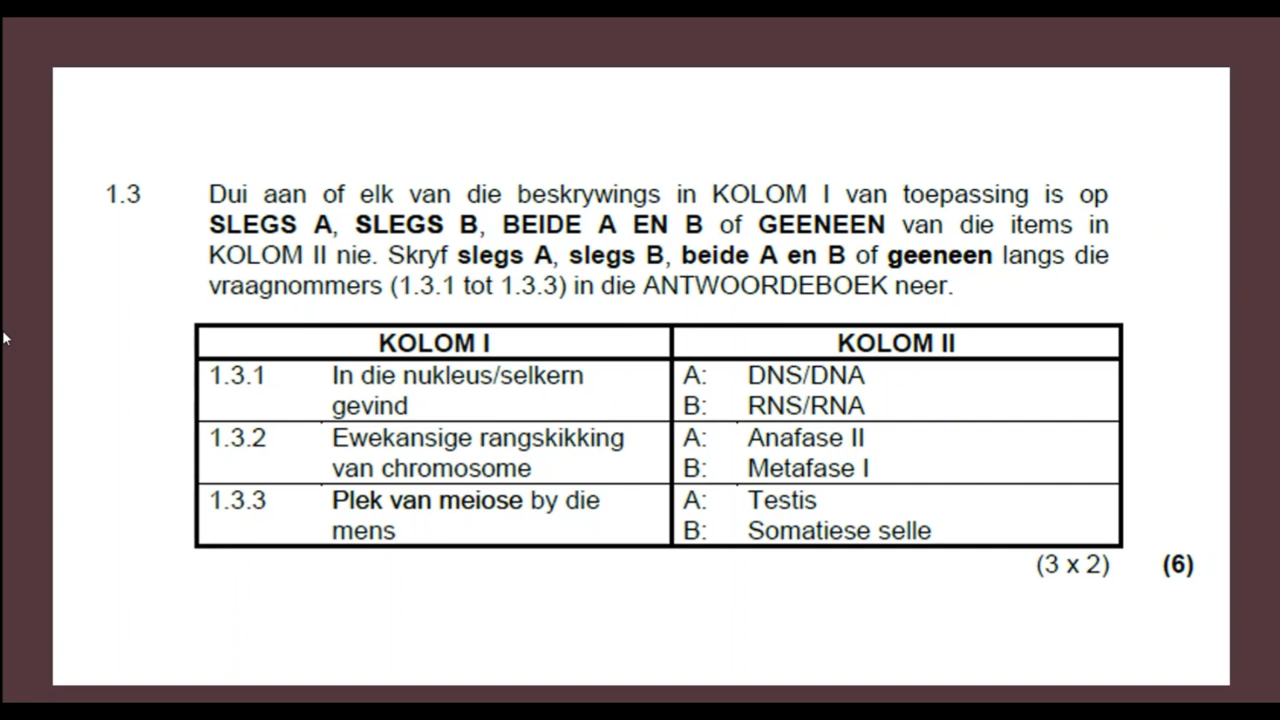 1.3 Dui aan of elk van die beskrywings in KOLOM I van toepassing is op
SLEGS A, SLEGS B, BEIDE A EN B of GEENEEN van die items in
KOLOM II nie. Skryf slegs A, slegs B, beide A en B of geeneen langs die
vraagnommers (1.3.1 tot 1.3.3) in die ANTWOORDEBOEK neer.
KOLOM I KOLOM II
1.3.1 In die nukleus/selkern A: DNS/DNA
gevind B: RNS/RNA
1.3.2 Ewekansige rangskikking A: Anafase II
van chromosome B: Metafase I
1.3.3 Plek van meiose by die A: Testis
mens B: Somatiese selle
(3 x 2) (6)